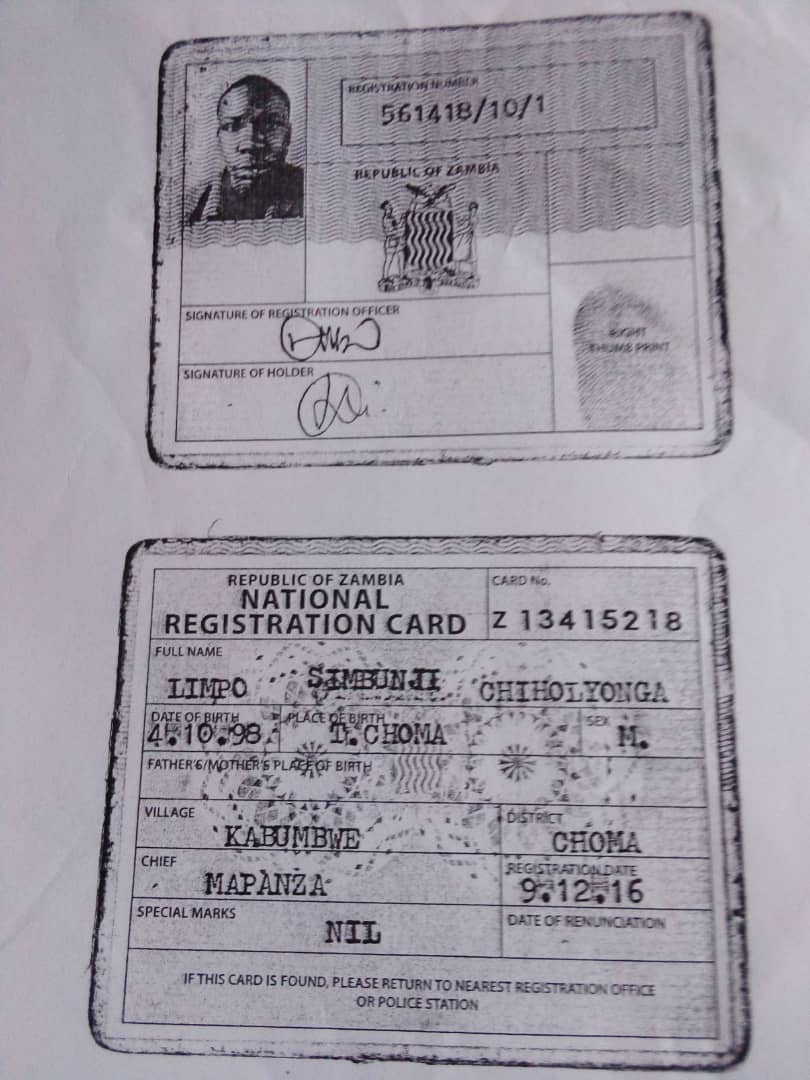 REGISTRATION NUMBER
561418/10/1
REPUBLIC OF ZAMBIA
SIGNATURE OF REGISTRATION OFFICER
SIGNATURE OF HOLDER
RIGHT
THUMB PRINT
REPUBLIC OF ZAMBIA
NATIONAL
REGISTRATION CARD
CARD No.
Z 13415218
FULL NAME
LIMPO SIMBUNJI CHIHOLYONGA
DATE OF BIRTH PLACE OF BIRTH SEX
4.10.98. T.CHOMA M.
FATHER'S/MOTHER'S PLACE OF BIRTH
VILLAGE DISTRICT
KABUMBWE CHOMA
CHIEF REGISTRATION DATE
MAPANZA 9.12.16
SPECIAL MARKS DATE OF RENUNCIATION
NIL
IF THIS CARD IS FOUND, PLEASE RETURN TO NEAREST REGISTRATION OFFICE
OR POLICE STATION